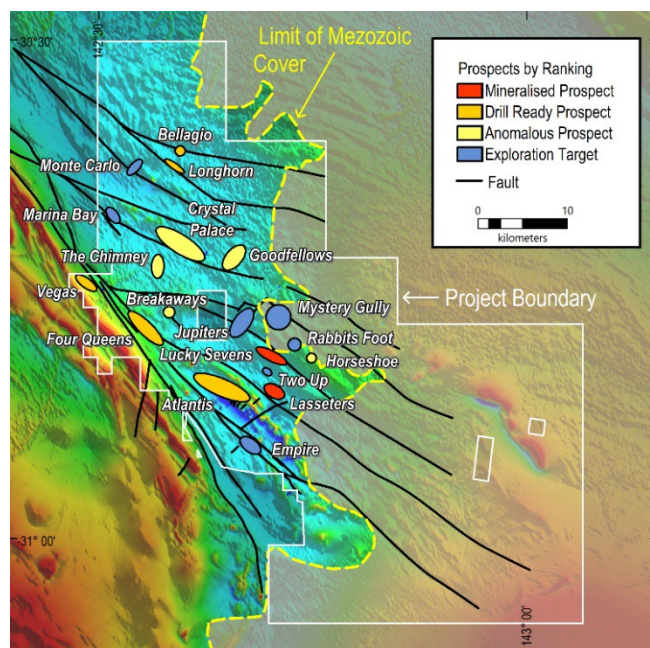 -30°30'
142°30'
Limit of Mezozoic
Cover
Prospects by Ranking
Mineralised Prospect
Drill Ready Prospect
Anomalous Prospect
Exploration Target
Fault
0 10
kilometers
Bellagio
Monte Carlo
Longhorn
Crystal
Palace
Marina Bay
The Chimney
Goodfellows
Vegas
Breakaways
Mystery Gully
Project Boundary
Four Queens
Jupiters
Rabbits Foot
Lucky Sevens
Horseshoe
Two Up
Atlantis
Lasseters
Empire
-31°00'
143°00'